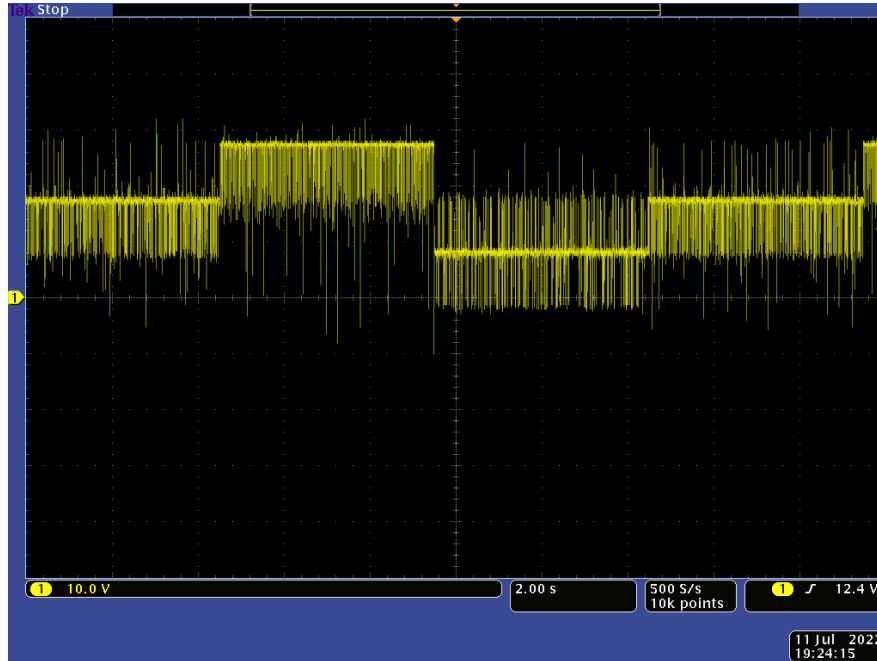 Tek Stop
1
1 10.0 V
2.00 s
500 S/s
10k points
1 12.4 V
11 Jul 2022
19:24:15